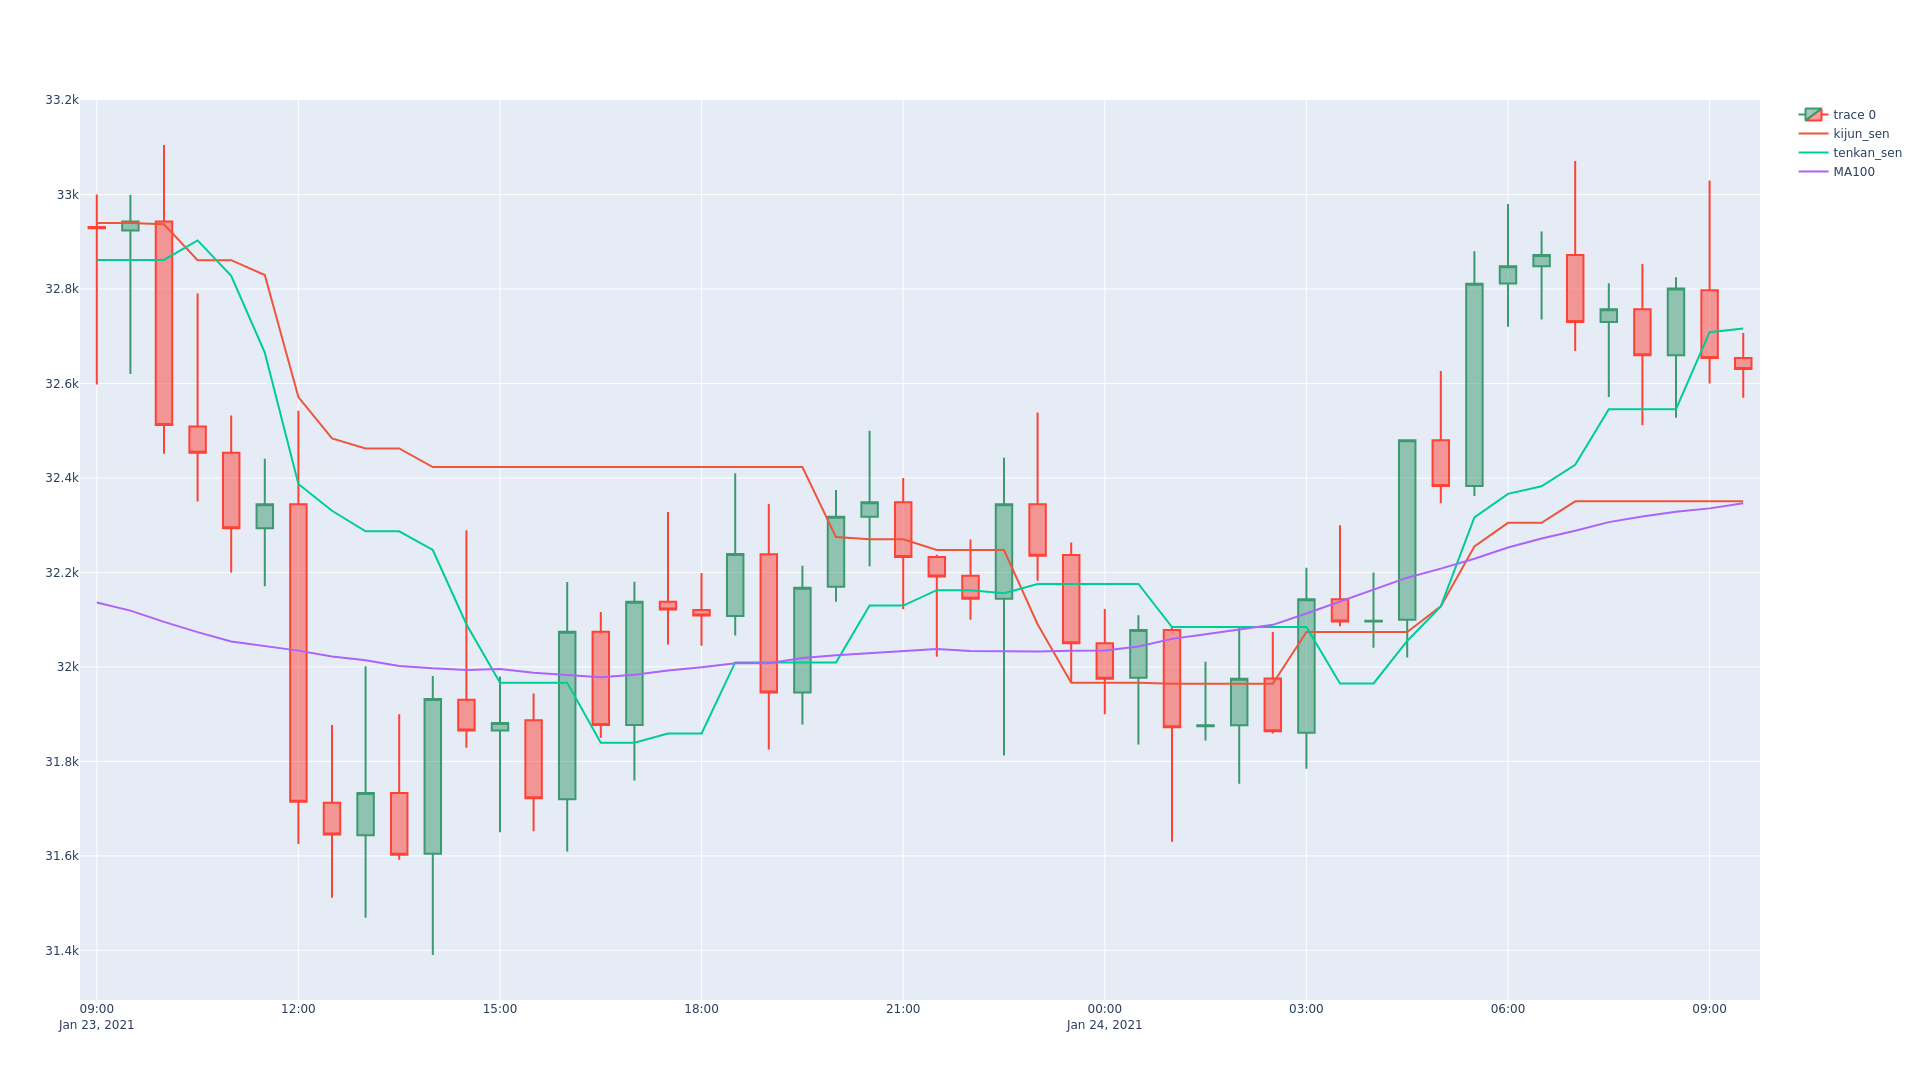 33.2k
33k
32.8k
32.6k
32.4k
32.2k
32k
31.8k
31.6k
31.4k
09:00 12:00 15:00 18:00 21:00 00:00 03:00 06:00 09:00
Jan 23, 2021 Jan 24, 2021
trace 0
kijun_sen
tenkan_sen
MA100